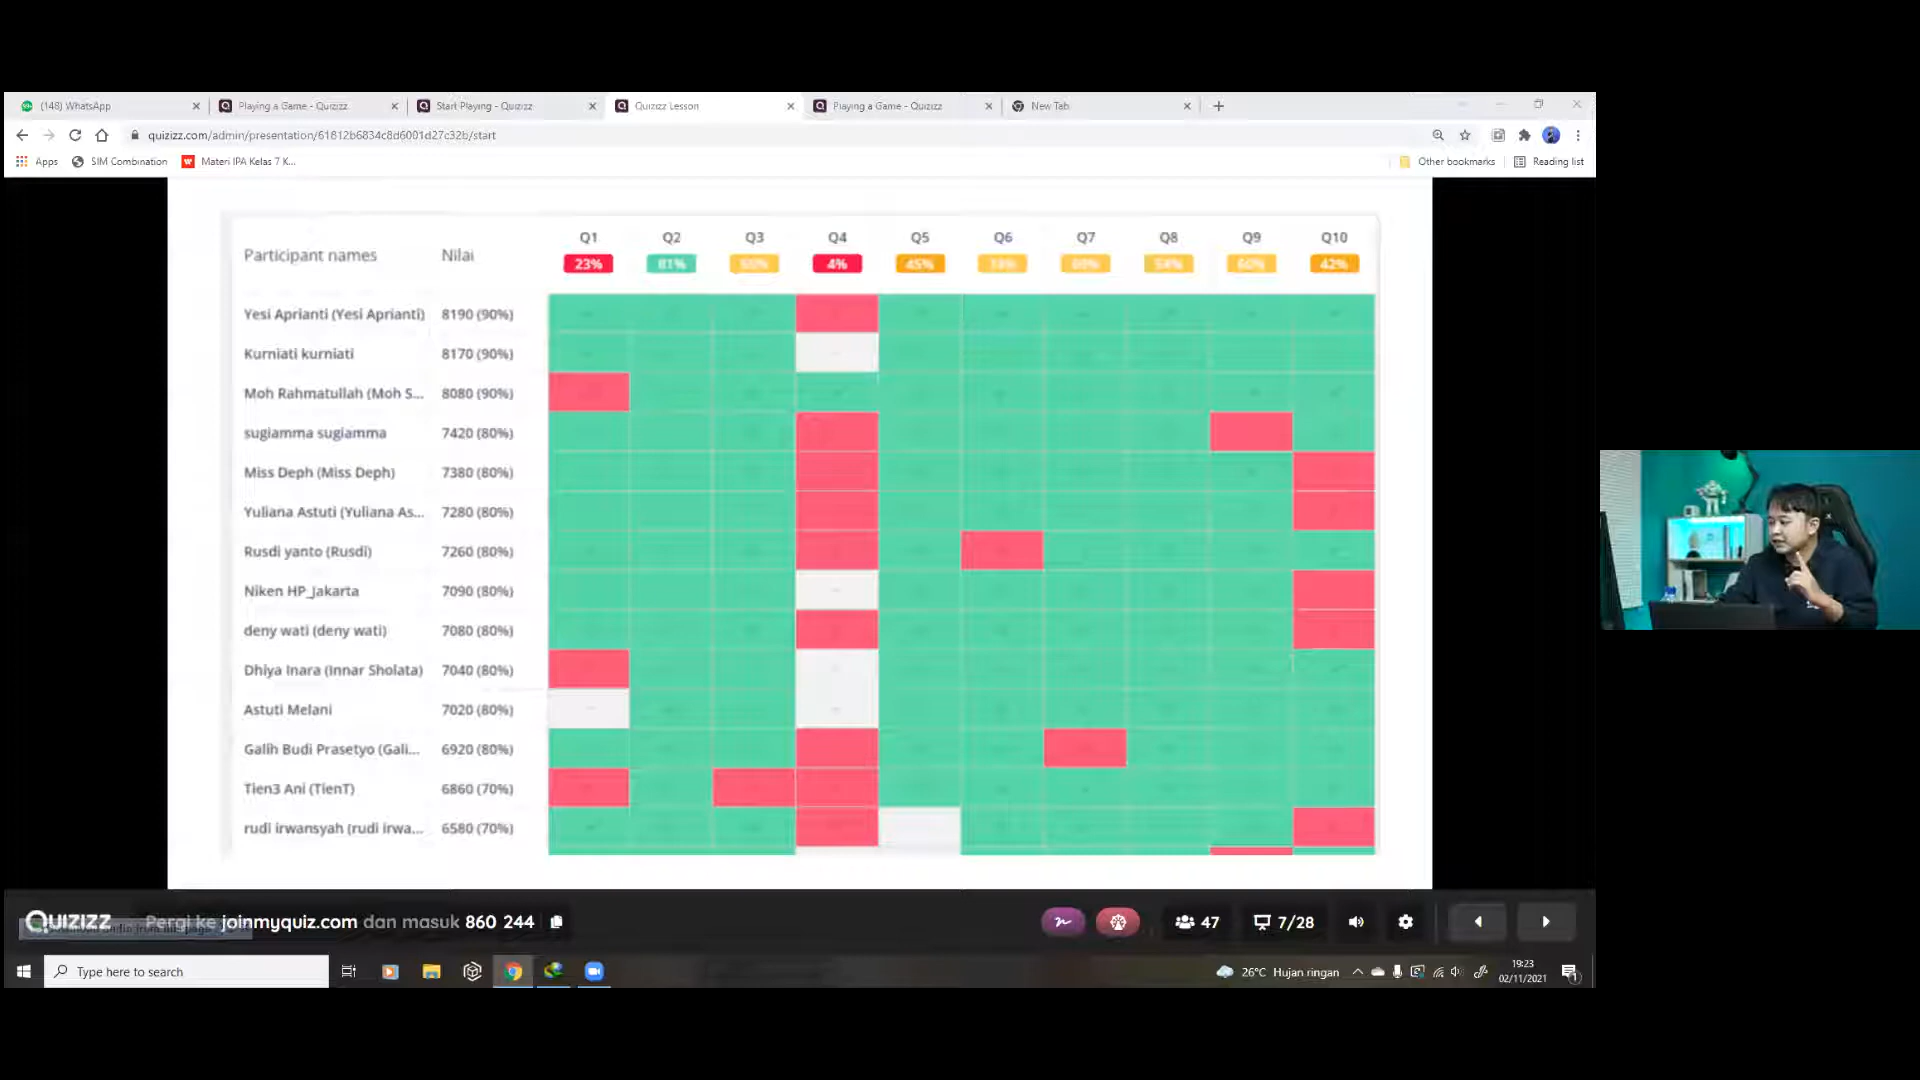 (148) WhatsApp
Playing a Game - Quizizz
Start Playing - Quizizz
Quizizz Lesson
Playing a Game - Quizizz
New Tab
quizizz.com/admin/presentation/61812b6834c8d6001d27c32b/start
Apps
SIM Combination
Materi IPA Kelas 7 K...
Other bookmarks
Reading list
Participant names Nilai Q1 Q2 Q3 Q4 Q5 Q6 Q7 Q8 Q9 Q10
23% 81% 4% 45% 60% 42%
Yesi Aprianti (Yesi Aprianti) 8190 (90%)
Kurniati kurniati 8170 (90%)
Moh Rahmatullah (Moh S... 8080 (90%)
sugiamma sugiamma 7420 (80%)
Miss Deph (Miss Deph) 7380 (80%)
Yuliana Astuti (Yuliana As... 7280 (80%)
Rusdi yanto (Rusdi) 7260 (80%)
Niken HP_Jakarta 7090 (80%)
deny wati (deny wati) 7080 (80%)
Dhiya Inara (Innar Sholata) 7040 (80%)
Astuti Melani 7020 (80%)
Galih Budi Prasetyo (Gali... 6920 (80%)
Tien3 Ani (TienT) 6860 (70%)
rudi irwansyah (rudi irwa... 6580 (70%)
QUIZIZZ Pergi ke joinmyquiz.com dan masuk 860 244
47
7/28
Type here to search
26°C Hujan ringan
19:23
02/11/2021